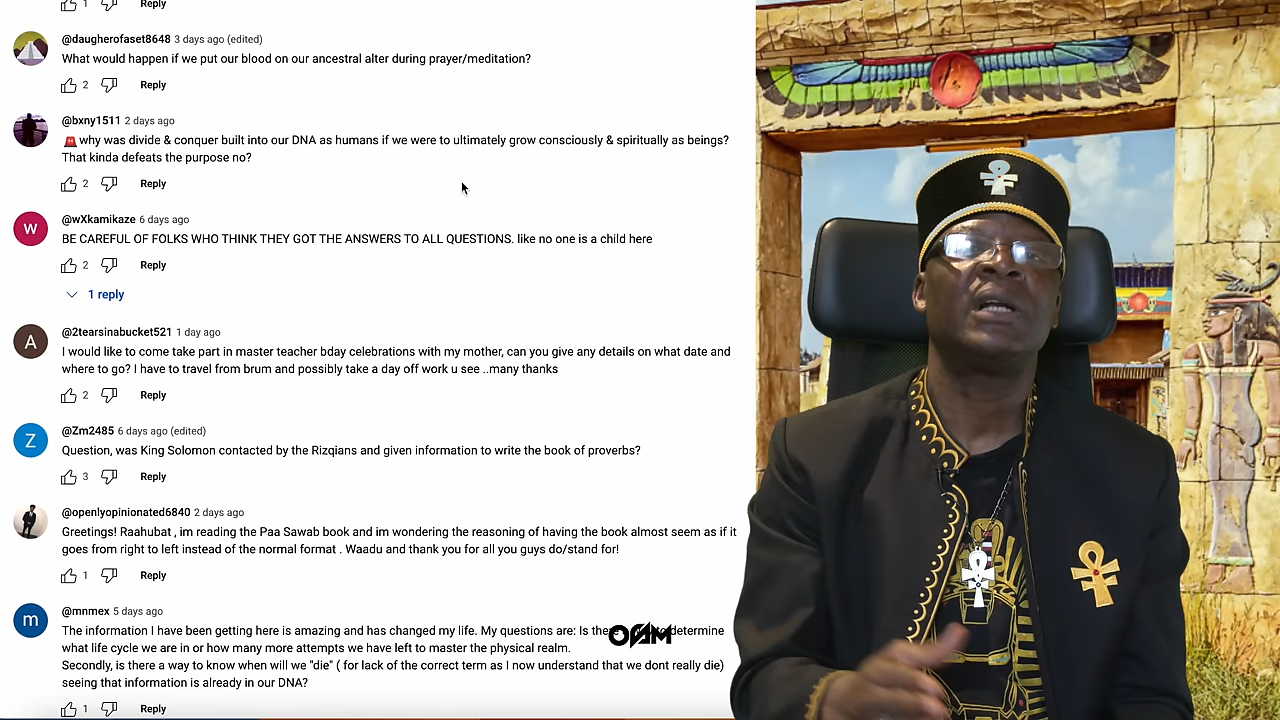 1 Reply
@daugherofaset8648 3 days ago (edited)
What would happen if we put our blood on our ancestral alter during prayer/meditation?
2 Reply
@bxny1511 2 days ago
🚨 why was divide & conquer built into our DNA as humans if we were to ultimately grow consciously & spiritually as beings?
That kinda defeats the purpose no?
2 Reply
W
@wXkamikaze 6 days ago
BE CAREFUL OF FOLKS WHO THINK THEY GOT THE ANSWERS TO ALL QUESTIONS. like no one is a child here
2 Reply
1 reply
A
@2tearsinabucket521 1 day ago
I would like to come take part in master teacher bday celebrations with my mother, can you give any details on what date and
where to go? I have to travel from brum and possibly take a day off work u see ..many thanks
2 Reply
Z
@Zm2485 6 days ago (edited)
Question, was King Solomon contacted by the Rizqians and given information to write the book of proverbs?
3 Reply
@openlyopinionated6840 2 days ago
Greetings! Raahubat , im reading the Paa Sawab book and im wondering the reasoning of having the book almost seem as if it
goes from right to left instead of the normal format . Waadu and thank you for all you guys do/stand for!
1 Reply
m
@mnmex 5 days ago
The information I have been getting here is amazing and has changed my life. My questions are: Is determine
what life cycle we are in or how many more attempts we have left to master the physical realm.
Secondly, is there a way to know when will we "die" ( for lack of the correct term as I now understand that we dont really die)
seeing that information is already in our DNA?
1 Reply